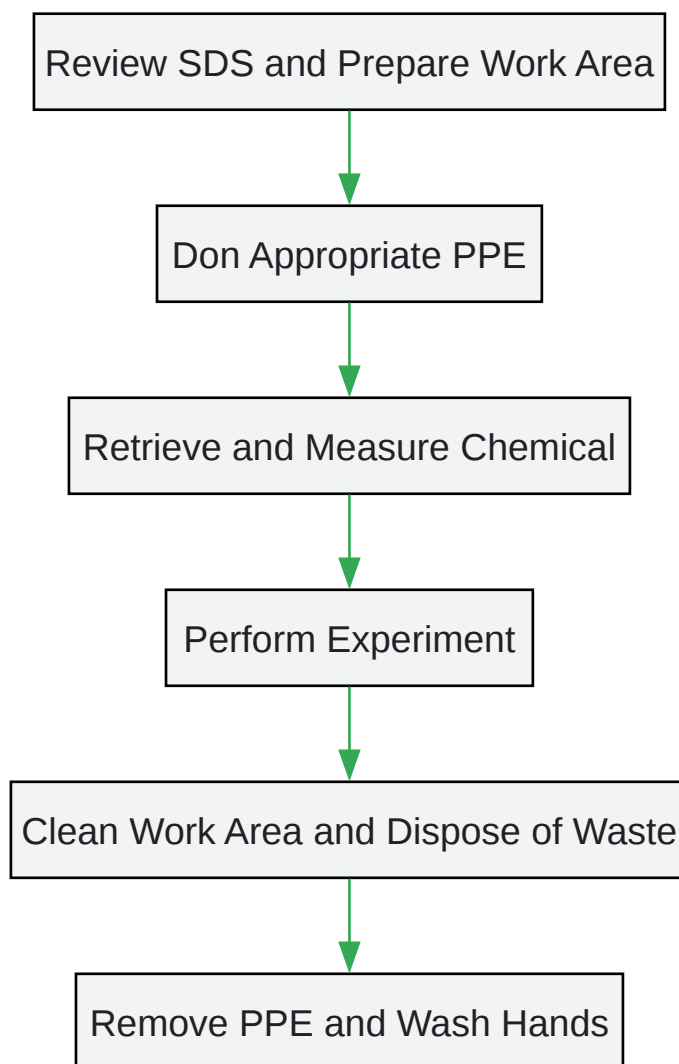 Review SDS and Prepare Work Area
Don Appropriate PPE
Retrieve and Measure Chemical
Perform Experiment
Clean Work Area and Dispose of Waste
Remove PPE and Wash Hands